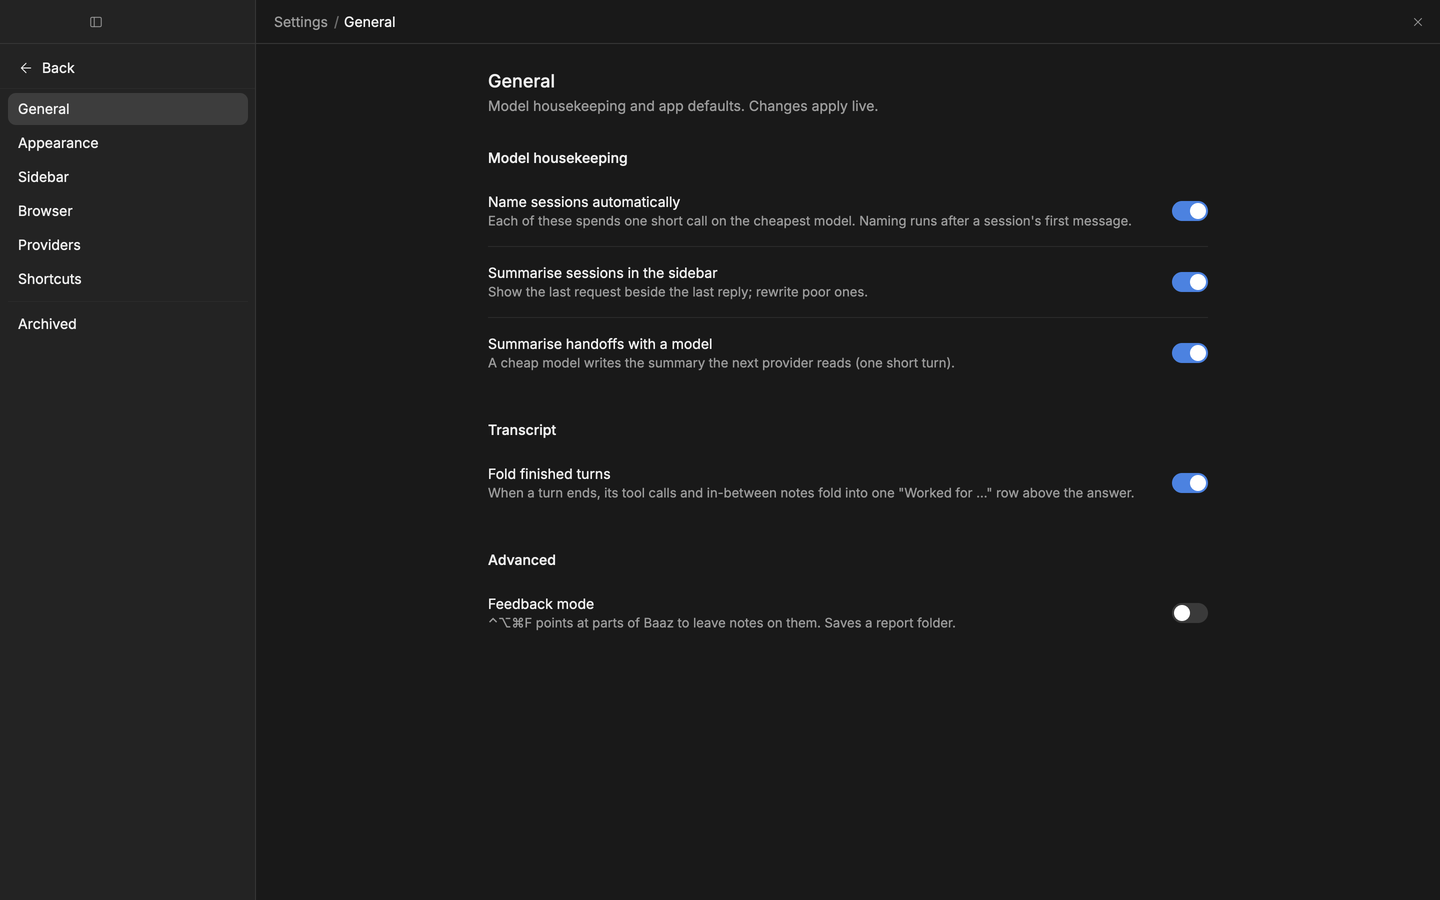 Settings / General
Back
General
Appearance
Sidebar
Browser
Providers
Shortcuts
Archived
General
Model housekeeping and app defaults. Changes apply live.
Model housekeeping
Name sessions automatically
Each of these spends one short call on the cheapest model. Naming runs after a session's first message.
Summarise sessions in the sidebar
Show the last request beside the last reply; rewrite poor ones.
Summarise handoffs with a model
A cheap model writes the summary the next provider reads (one short turn).
Transcript
Fold finished turns
When a turn ends, its tool calls and in-between notes fold into one "Worked for ..." row above the answer.
Advanced
Feedback mode
^⌥⌘F points at parts of Baaz to leave notes on them. Saves a report folder.